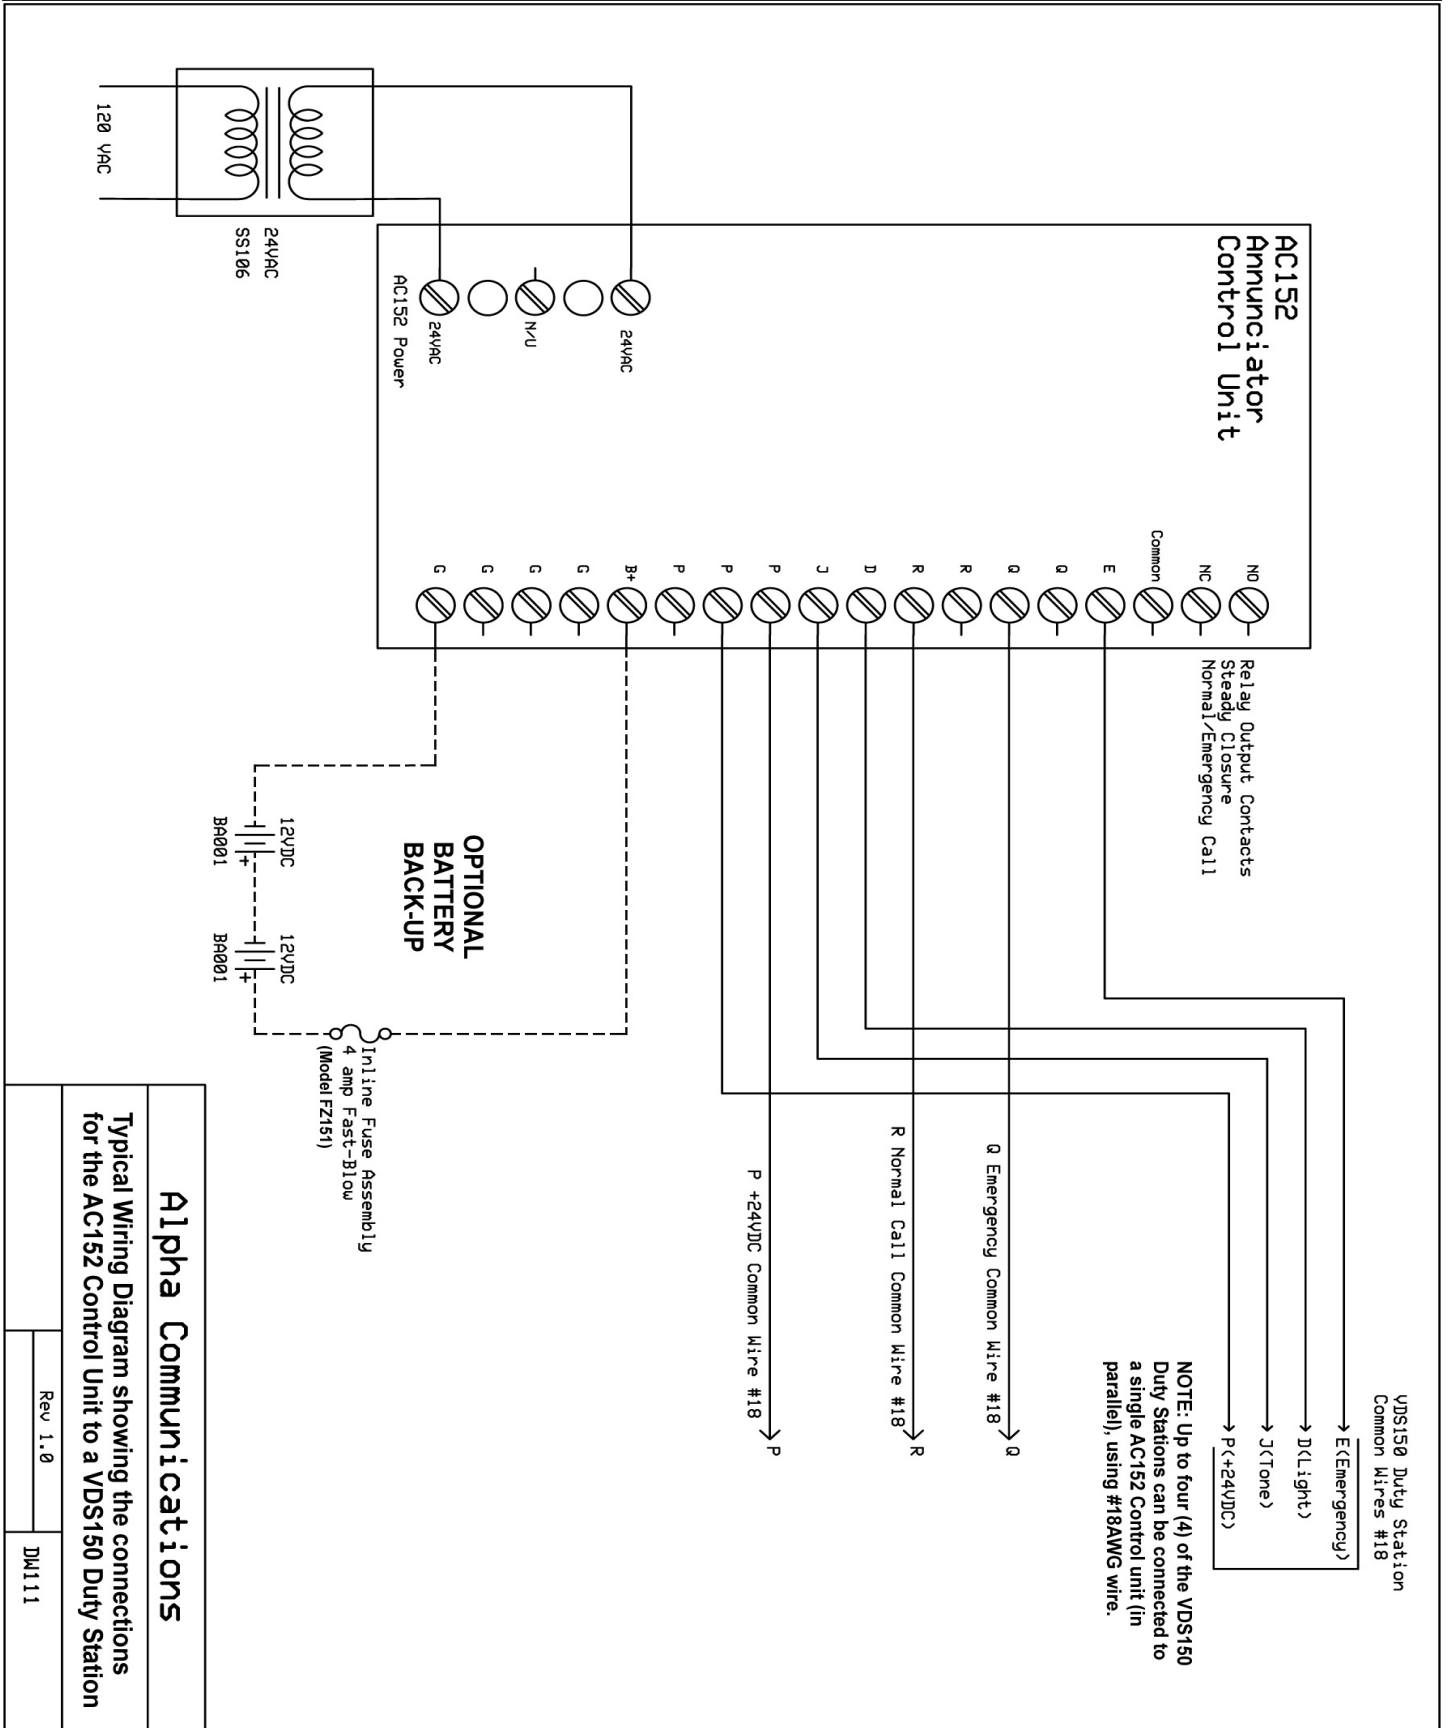 AC152
Annunciator
Control Unit
NO
NC
Common
E
Q
Q
R
R
D
J
P
P
P
B+
G
G
G
G
Relay Output Contacts
Steady Closure
Normal/Emergency Call
VDS150 Duty Station
Common Wires #18
E(Emergency)
D(Light)
J(Tone)
P(+24VDC)
NOTE: Up to four (4) of the VDS150
Duty Stations can be connected to
a single AC152 Control unit (in
parallel), using #18AWG wire.
Q Emergency Common Wire #18
Q
R Normal Call Common Wire #18
R
P +24VDC Common Wire #18
P
24VAC
N/U
24VAC
AC152 Power
24VAC
SS106
120 VAC
OPTIONAL
BATTERY
BACK-UP
12VDC
+
BA001
12VDC
+
BA001
Inline Fuse Assembly
4 amp Fast-Blow
(Model FZ151)
Alpha Communications
Typical Wiring Diagram showing the connections
for the AC152 Control Unit to a VDS150 Duty Station
Rev 1.0
DW111